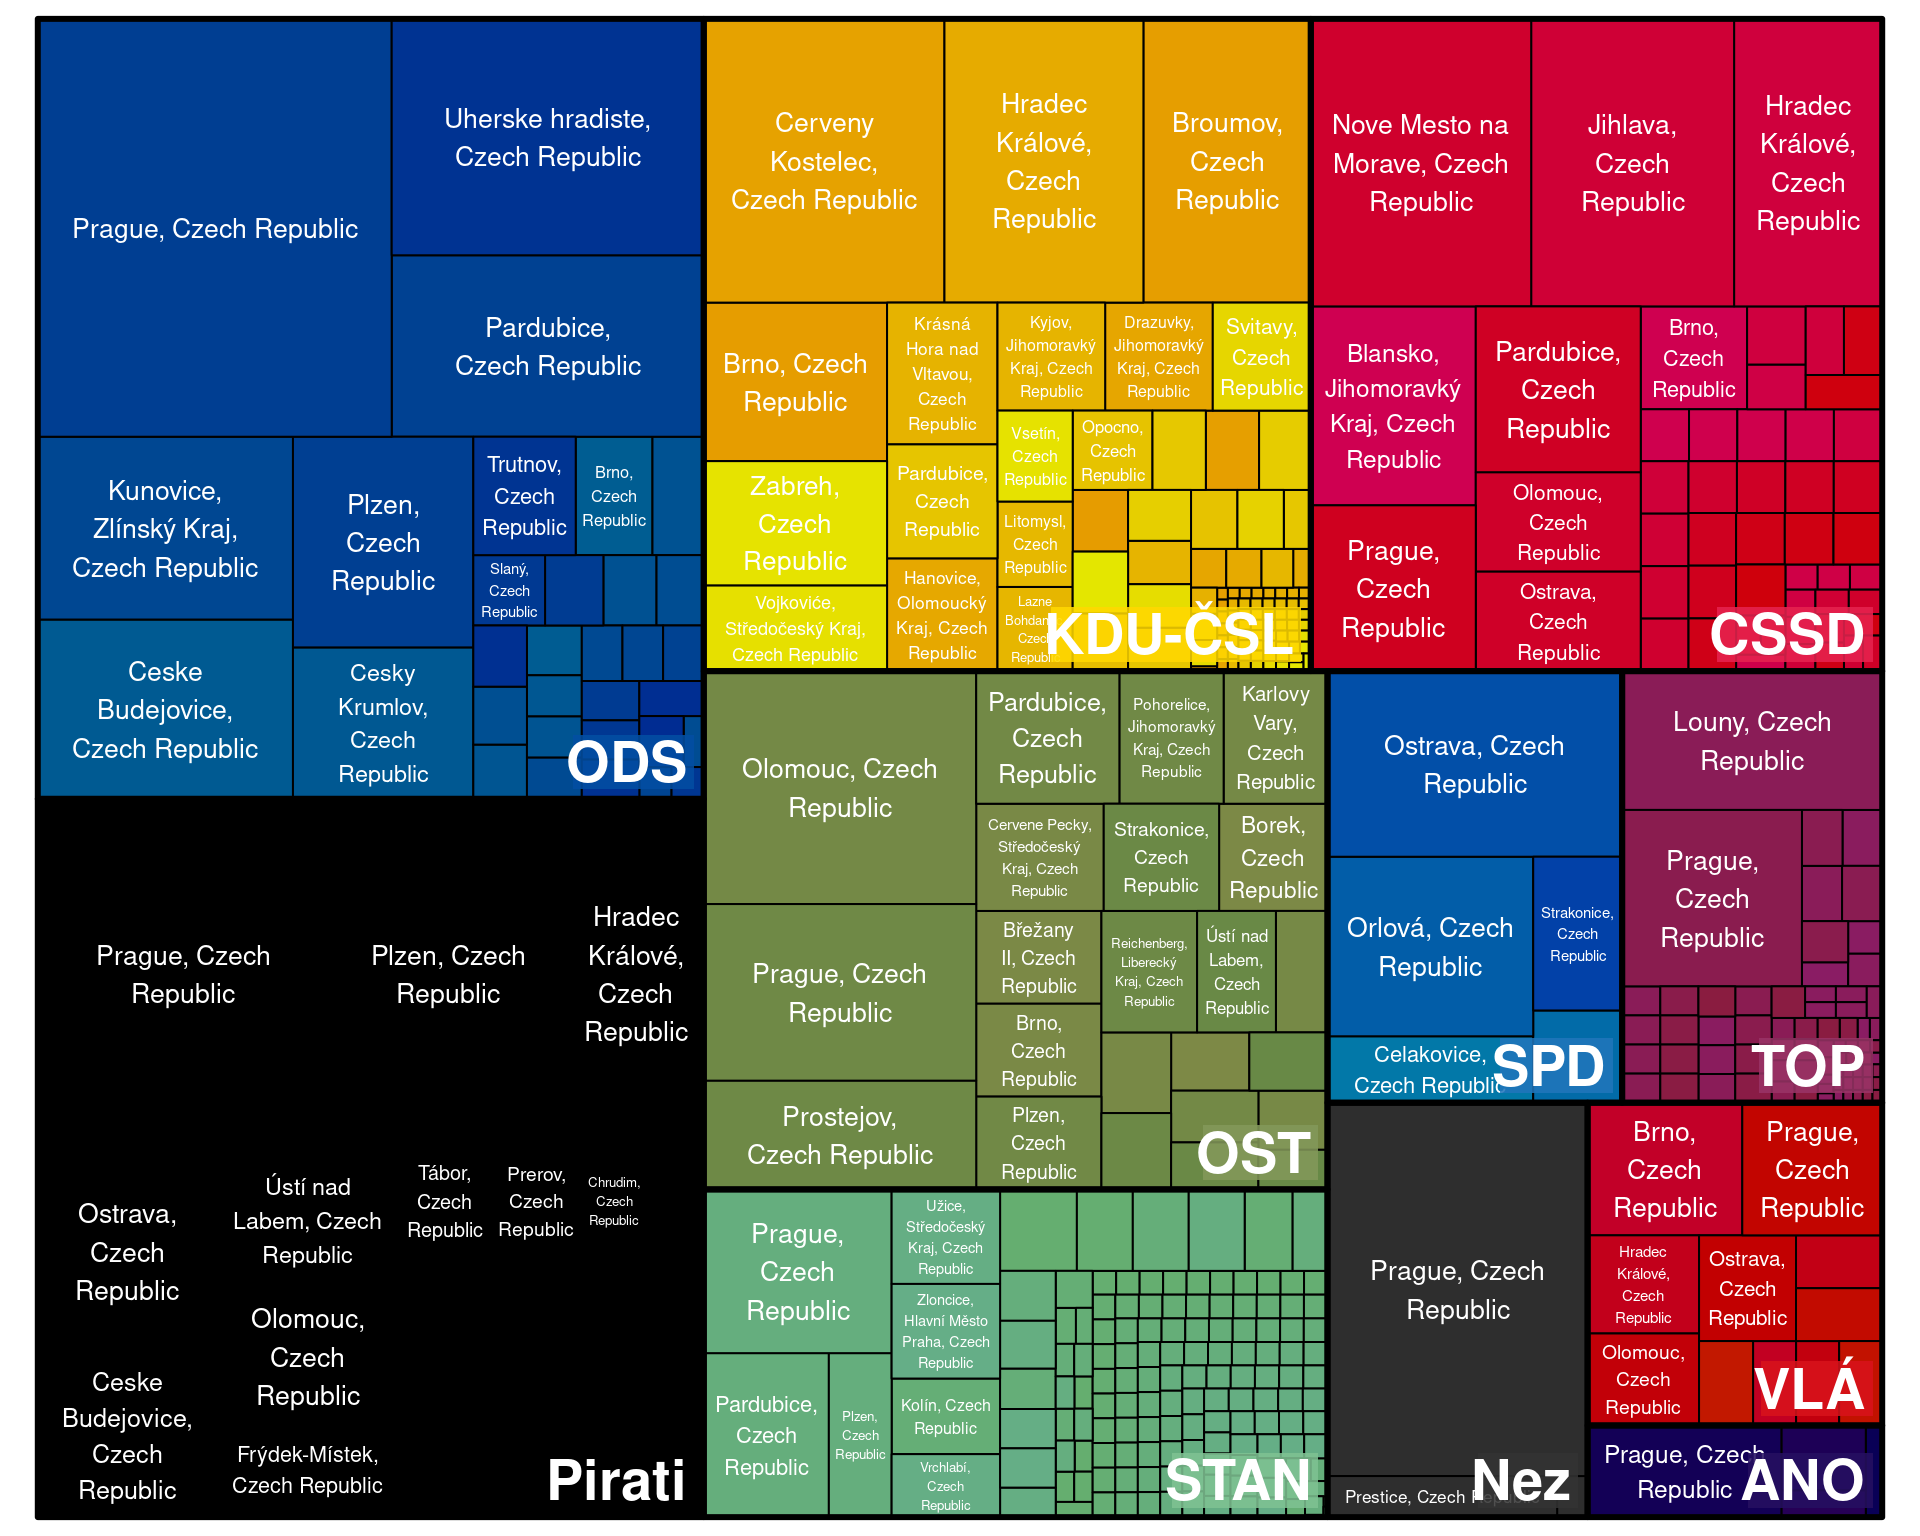 Prague, Czech Republic
Uherske hradiste,
Czech Republic
Pardubice,
Czech Republic
Kunovice,
Zlínský Kraj,
Czech Republic
Plzen,
Czech
Republic
Trutnov,
Czech
Republic
Brno,
Czech
Republic
Slaný,
Czech
Republic
Ceske
Budejovice,
Czech Republic
Cesky
Krumlov,
Czech
Republic
ODS
Cerveny
Kostelec,
Czech Republic
Hradec
Králové,
Czech
Republic
Broumov,
Czech
Republic
Brno, Czech
Republic
Krásná
Hora nad
Vltavou,
Czech
Republic
Kyjov,
Jihomoravký
Kraj, Czech
Republic
Drazuvky,
Jihomoravký
Kraj, Czech
Republic
Svitavy,
Czech
Republic
Zabreh,
Czech
Republic
Pardubice,
Czech
Republic
Vsetín,
Czech
Republic
Opocno,
Czech
Republic
Litomysl,
Czech
Republic
Vojkoviće,
Středočeský Kraj,
Czech Republic
Hanovice,
Olomoucký
Kraj, Czech
Republic
Lazne
Czech
KDU-ČSL
Nove Mesto na
Morave, Czech
Republic
Jihlava,
Czech
Republic
Hradec
Králové,
Czech
Republic
Blansko,
Jihomoravký
Kraj, Czech
Republic
Pardubice,
Czech
Republic
Brno,
Czech
Republic
Prague,
Czech
Republic
Olomouc,
Czech
Republic
Ostrava,
Czech
Republic
CSSD
Prague, Czech
Republic
Plzen, Czech
Republic
Hradec
Králové,
Czech
Republic
Ostrava,
Czech
Republic
Ústí nad
Labem, Czech
Republic
Tábor,
Czech
Republic
Prerov,
Czech
Republic
Chrudim,
Czech
Republic
Olomouc,
Czech
Republic
Ceske
Budejovice,
Czech
Republic
Frýdek-Místek,
Czech Republic
Pirati
Olomouc, Czech
Republic
Pardubice,
Czech
Republic
Pohorelice,
Jihomoravký
Kraj, Czech
Republic
Karlovy
Vary,
Czech
Republic
Cervene Pecky,
Středočeský
Kraj, Czech
Republic
Strakonice,
Czech
Republic
Borek,
Czech
Republic
Prague, Czech
Republic
Břežany
II, Czech
Republic
Reichenberg,
Liberecký
Kraj, Czech
Republic
Ústí nad
Labem,
Czech
Republic
Brno,
Czech
Republic
Prostejov,
Czech Republic
Plzen,
Czech
Republic
OST
Ostrava, Czech
Republic
Orlová, Czech
Republic
Strakonice,
Czech
Republic
Celakovice,
Czech Republic
SPD
Louny, Czech
Republic
Prague,
Czech
Republic
TOP
Prague,
Czech
Republic
Užice,
Středočeský
Kraj, Czech
Republic
Zloncice,
Hlavní Město
Praha, Czech
Republic
Pardubice,
Czech
Republic
Plzen,
Czech
Republic
Kolín, Czech
Republic
Vrchlabí,
Czech
Republic
STAN
Prague, Czech
Republic
Prestice, Czech Republic
Nez
Brno,
Czech
Republic
Prague,
Czech
Republic
Hradec
Králové,
Czech
Republic
Ostrava,
Czech
Republic
Olomouc,
Czech
Republic
VLÁ
Prague, Czech
Republic
ANO